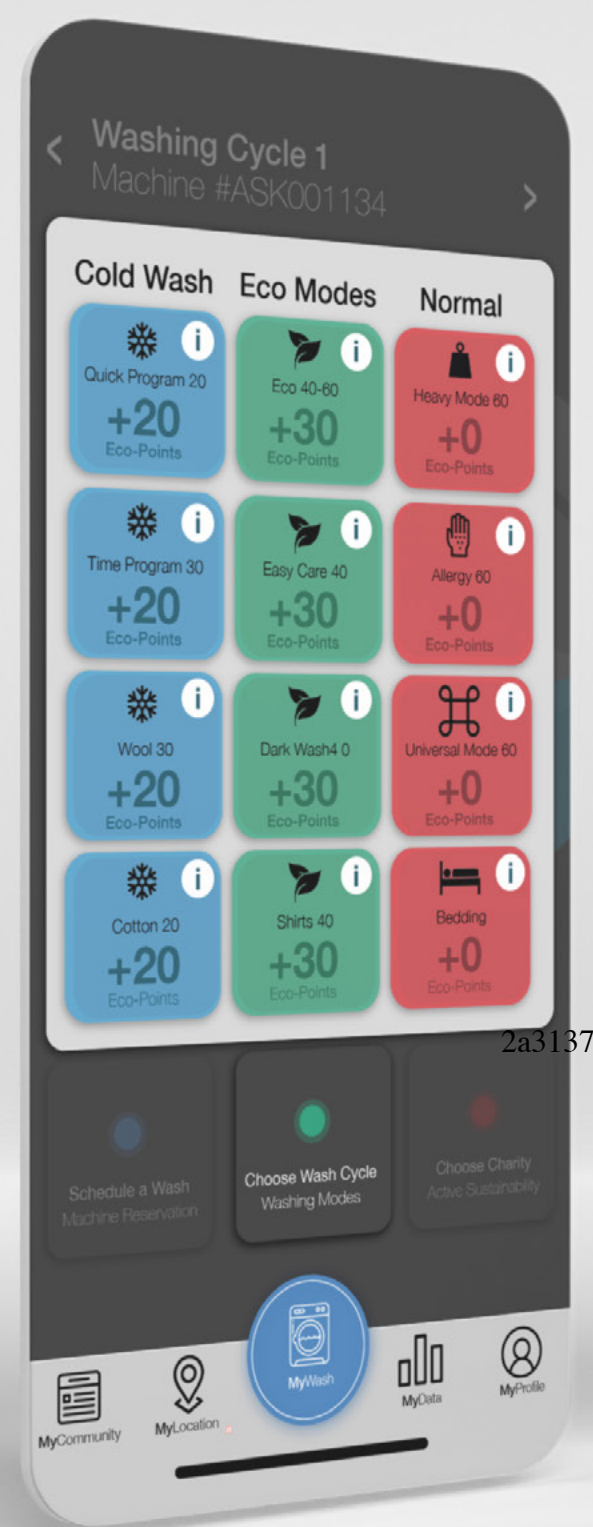 Washing Cycle 1
Machine #ASK001134
Cold Wash
Eco Modes
Normal
i
Quick Program 20
+20
Eco-Points
i
Eco 40-60
+30
Eco-Points
i
Heavy Mode 60
+0
Eco-Points
i
Time Program 30
+20
Eco-Points
i
Easy Care 40
+30
Eco-Points
i
Allergy 60
+0
Eco-Points
i
Wool 30
+20
Eco-Points
i
Dark Wash4 0
+30
Eco-Points
i
Universal Mode 60
+0
Eco-Points
i
Cotton 20
+20
Eco-Points
i
Shirts 40
+30
Eco-Points
i
Bedding
+0
Eco-Points
2a3137
Schedule a Wash
Machine Reservation
Choose Wash Cycle
Washing Modes
Choose Charity
Active Sustainability
MyCommunity
MyLocation
MyWash
MyData
MyProfile